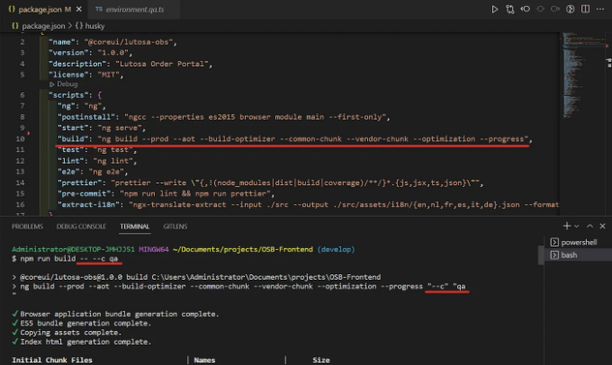 package.json M
TS environment.qa.ts
package.json > husky
2 "name": "@coreui/lutosa-obs",
3 "version": "1.0.0",
4 "description": "Lutosa Order Portal",
5 "license": "MIT",
Debug
6 "scripts": {
7 "ng": "ng",
8 "postinstall": "ngcc --properties es2015 browser module main --first-only",
9 "start": "ng serve",
10 "build": "ng build --prod --aot --build-optimizer --common-chunk --vendor-chunk --optimization --progress",
11 "test": "ng test",
12 "lint": "ng lint",
13 "e2e": "ng e2e",
14 "prettier": "prettier --write \"{,!(node_modules|dist|build|coverage)/**/}*.{js,jsx,ts,json}\"",
15 "pre-commit": "npm run lint && npm run prettier",
16 "extract-i18n": "ngx-translate-extract --input ./src --output ./src/assets/i18n/{en,nl,fr,es,it,de}.json --format
PROBLEMS DEBUG CONSOLE TERMINAL GITLENS
powershell
bash
Administrator@DESKTOP-JMHJJS1 MINGW64 ~/Documents/projects/OSB-Frontend (develop)
$ npm run build -- --c qa
> @coreui/lutosa-obs@1.0.0 build C:\Users\Administrator\Documents\projects\OSB-Frontend
> ng build --prod --aot --build-optimizer --common-chunk --vendor-chunk --optimization --progress "--c" "qa
"
✓ Browser application bundle generation complete.
✓ ES5 bundle generation complete.
✓ Copying assets complete.
✓ Index html generation complete.
Initial Chunk Files | Names | Size